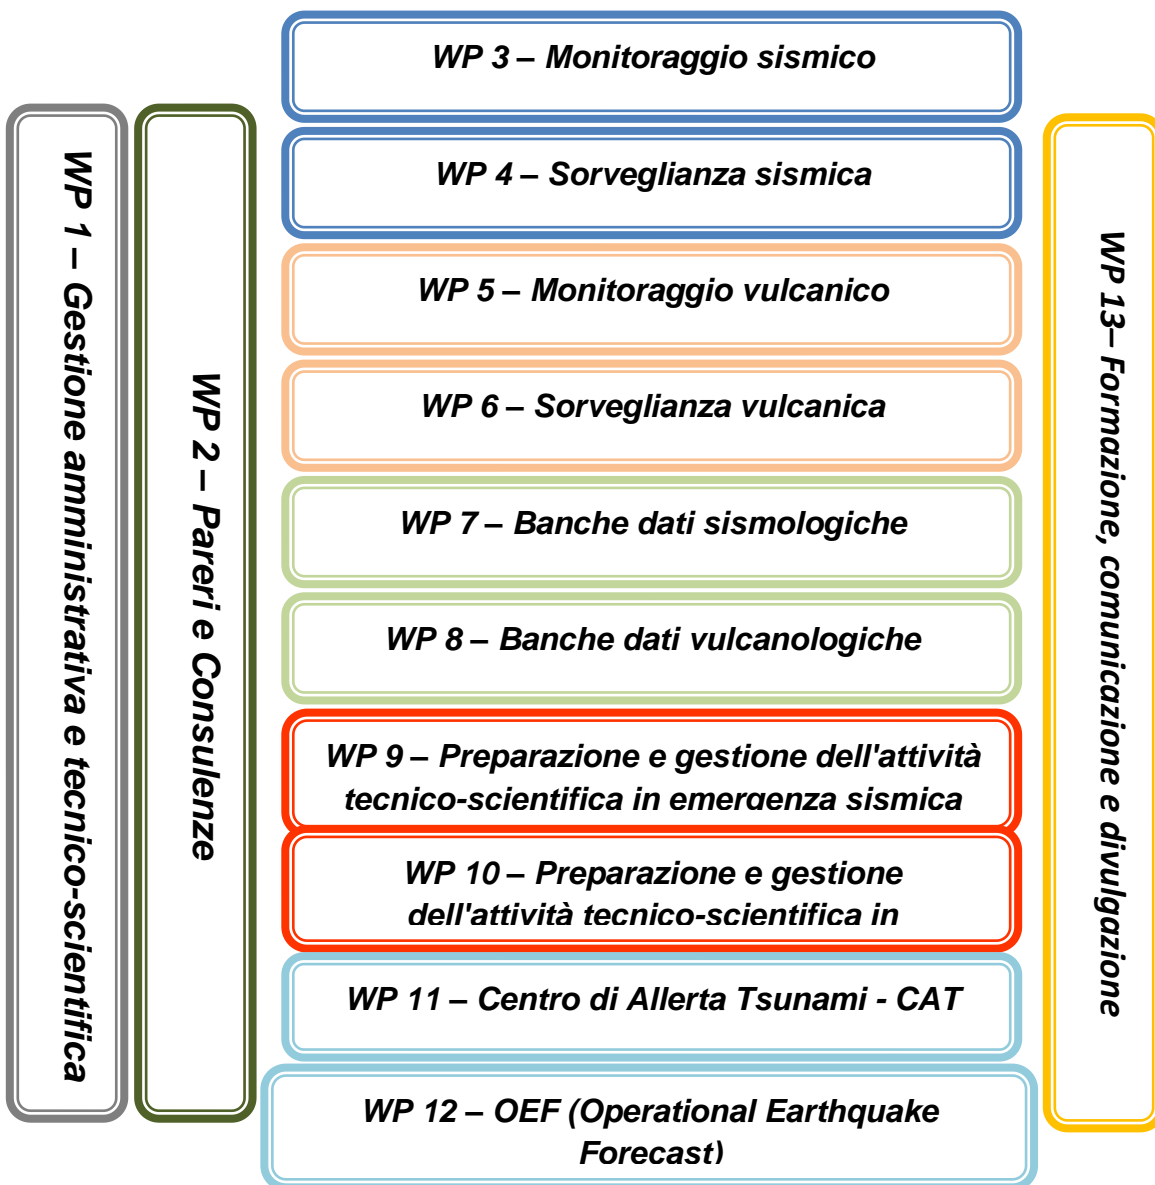 WP 1 – Gestione amministrativa e tecnico-scientifica
WP 2 – Pareri e Consulenze
WP 3 – Monitoraggio sismico
WP 4 – Sorveglianza sismica
WP 5 – Monitoraggio vulcanico
WP 6 – Sorveglianza vulcanica
WP 7 – Banche dati sismologiche
WP 8 – Banche dati vulcanologiche
WP 9 – Preparazione e gestione dell'attività
tecnico-scientifica in emergenza sismica
WP 10 – Preparazione e gestione
dell'attività tecnico-scientifica in
WP 11 – Centro di Allerta Tsunami - CAT
WP 12 – OEF (Operational Earthquake
Forecast)
WP 13– Formazione, comunicazione e divulgazione